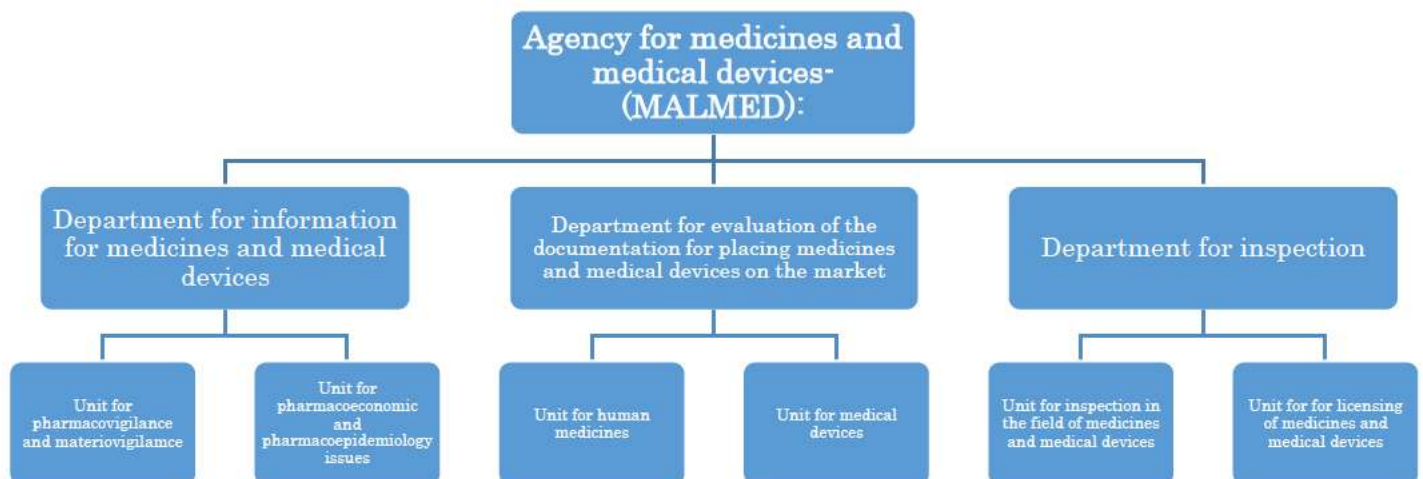 Agency for medicines and
medical devices-
(MALMED):
Department for information
for medicines and medical
devices
Department for evaluation of the
documentation for placing medicines
and medical devices on the market
Department for inspection
Unit for
pharmacovigilance
and materiovigilamce
Unit for
pharmacoeconomic
and
pharmacoepidemiology
issues
Unit for human
medicines
Unit for medical
devices
Unit for inspection in
the field of medicines
and medical devices
Unit for for licensing
of medicines and
medical devices